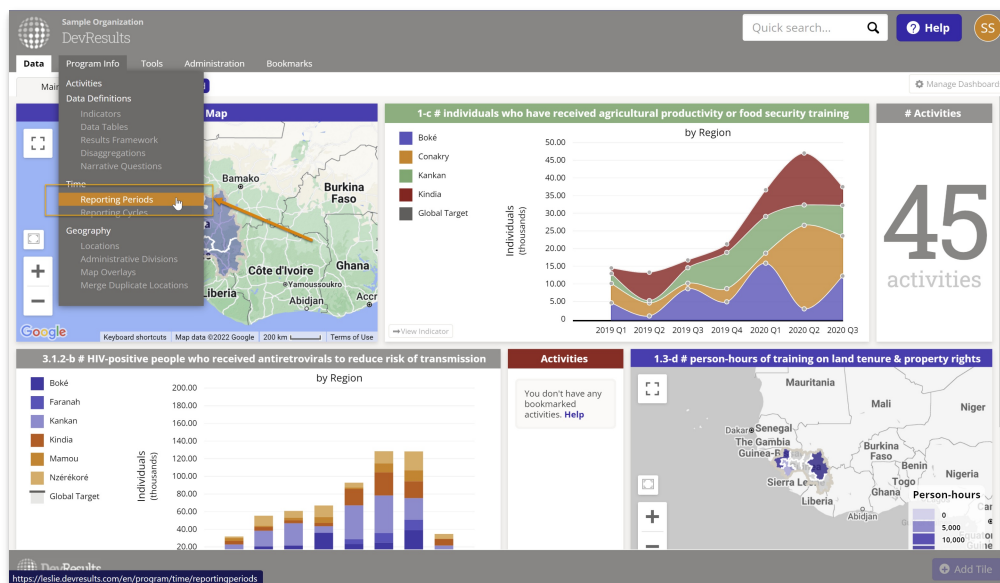 Sample Organization
DevResults
Quick search...
? Help
SS
Data
Program Info
Tools
Administration
Bookmarks
Manage Dashboard
Activities
Data Definitions
Indicators
Data Tables
Results Framework
Disaggregations
Narrative Questions
Time
Reporting Periods
Reporting Cycles
Geography
Locations
Administrative Divisions
Map Overlays
Merge Duplicate Locations
Map
Bamako
Burkina
Faso
Côte d'Ivoire
Ghana
Yamoussoukro
Liberia
Abidjan
Accr
Google
Keyboard shortcuts
Map data ©2022 Google
200 km
Terms of Use
1-c # individuals who have received agricultural productivity or food security training
by Region
Boké
Conakry
Kankan
Kindia
Global Target
Individuals
(thousands)
50.00
45.00
40.00
35.00
30.00
25.00
20.00
15.00
10.00
5.00
0
2019 Q1
2019 Q2
2019 Q3
2019 Q4
2020 Q1
2020 Q2
2020 Q3
View Indicator
# Activities
45
activities
3.1.2-b # HIV-positive people who received antiretrovirals to reduce risk of transmission
by Region
Boké
Faranah
Kankan
Kindia
Mamou
Nzérékoré
Global Target
Individuals
(thousands)
200.00
180.00
160.00
140.00
120.00
100.00
80.00
60.00
40.00
20.00
Activities
You don't have any
bookmarked
activities. Help
1.3-d # person-hours of training on land tenure & property rights
Mauritania
Mali
Niger
Dakar
Senegal
The Gambia
Guinea-B
Burkina
Faso
Benin
Nigeria
Sierra Le
Togo
Ghana
Liberia
Abidjan
Person-hours
0
5,000
10,000
DevResults
Add Tile
https://leslie.devresults.com/en/program/time/reportingperiods